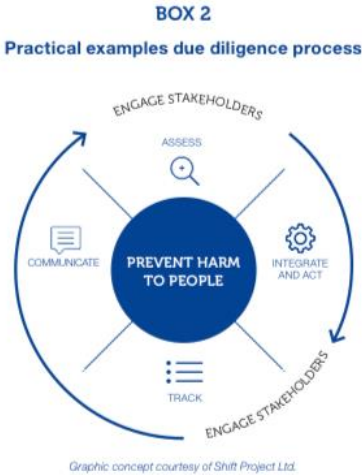 BOX 2
Practical examples due diligence process
ENGAGE STAKEHOLDERS
ASSESS
COMMUNICATE
PREVENT HARM
TO PEOPLE
INTEGRATE
AND ACT
TRACK
ENGAGE STAKEHOLDERS
Graphic concept courtesy of Shift Project Ltd.